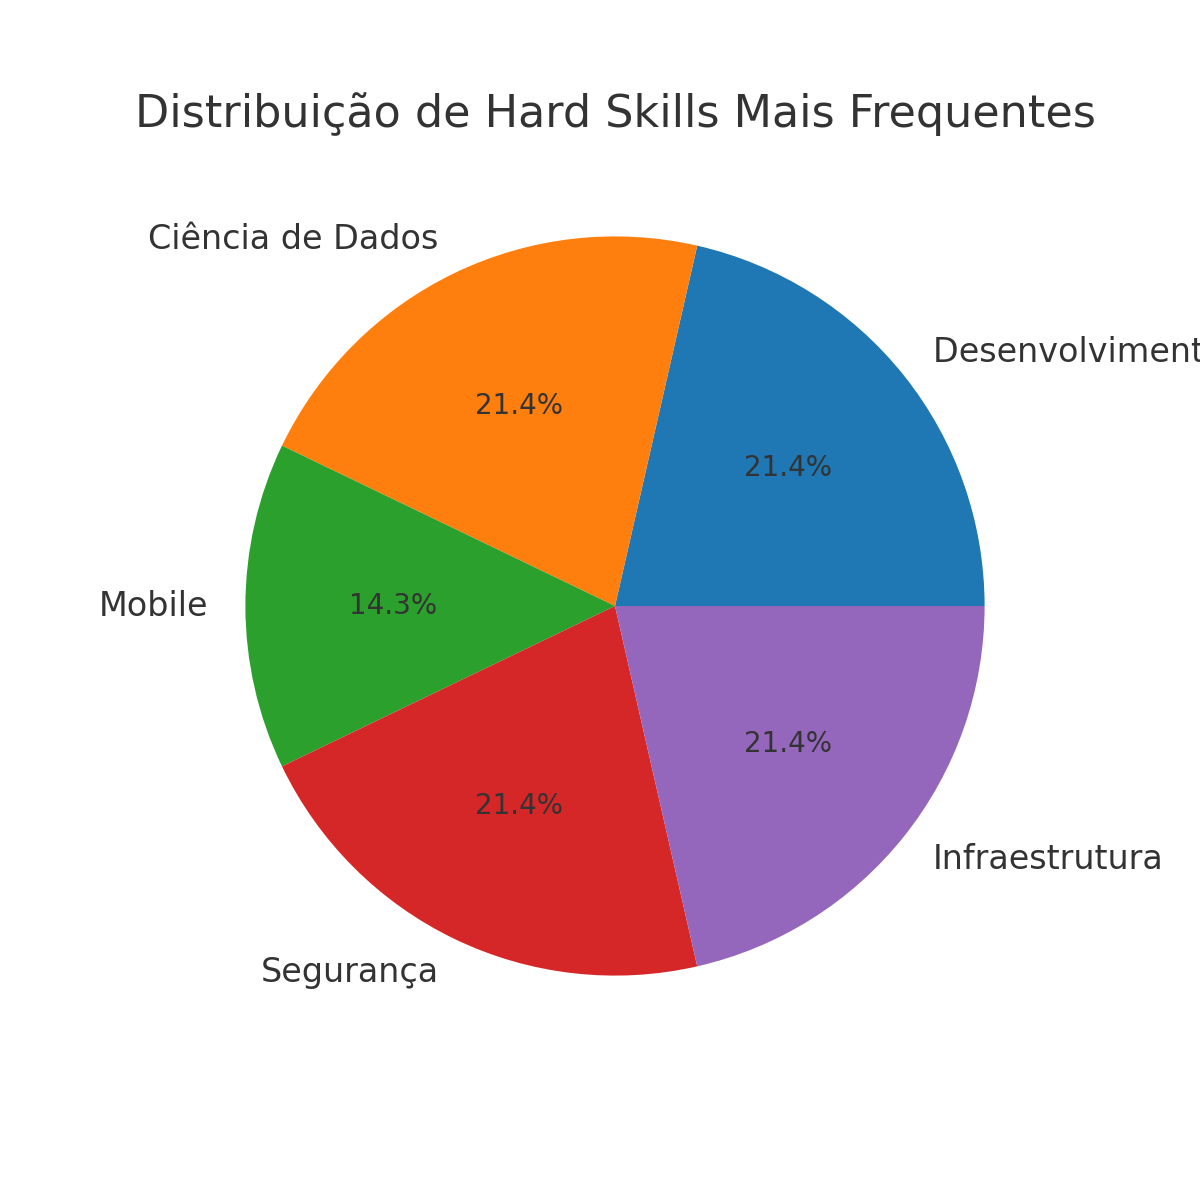 Distribuição de Hard Skills Mais Frequentes
Ciência de Dados
Desenvolviment
21.4%
21.4%
Mobile
14.3%
21.4%
21.4%
Infraestrutura
Segurança